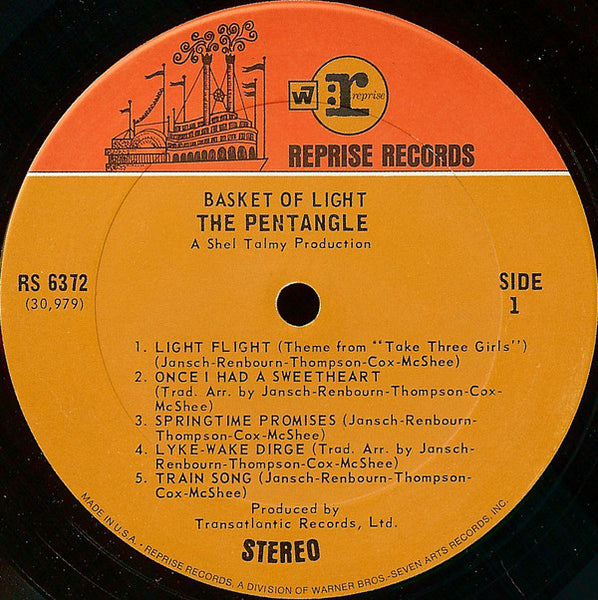 W7 r reprise
REPRISE RECORDS
BASKET OF LIGHT
THE PENTANGLE
A Shel Talmy Production
RS 6372
(30,979)
SIDE
1
1. LIGHT FLIGHT (Theme from "Take Three Girls")
(Jansch-Renbourn-Thompson-Cox-McShee)
2. ONCE I HAD A SWEETHEART
(Trad. Arr. by Jansch-Renbourn-Thompson-Cox-
McShee)
3. SPRINGTIME PROMISES (Jansch-Renbourn-
Thompson-Cox-McShee)
4. LYKE-WAKE DIRGE (Trad. Arr. by Jansch-
Renbourn-Thompson-Cox-McShee)
5. TRAIN SONG (Jansch-Renbourn-Thompson-
Cox-McShee)
Produced by
Transatlantic Records, Ltd.
STEREO
MADE IN U.S.A. • REPRISE RECORDS, A DIVISION OF WARNER BROS.-SEVEN ARTS RECORDS, INC.